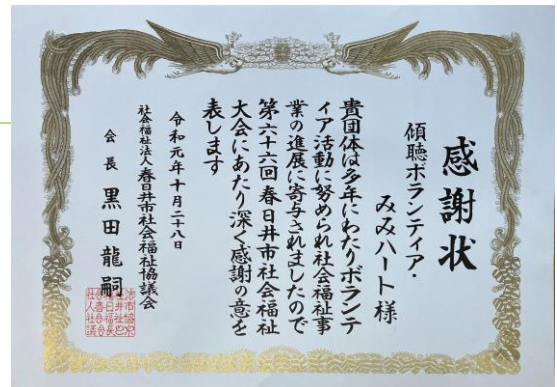 感謝状
傾聴ボランティア・
みみハート様
貴団体は多年にわたりボランテ
ィア活動に努められ社会福祉事
業の進展に寄与されましたので
第六十六回春日井市社会福祉
大会にあたり深く感謝の意を
表します
令和元年十月二十八日
社会福祉法人春日井市社会福祉協議会
会長 黒田龍嗣